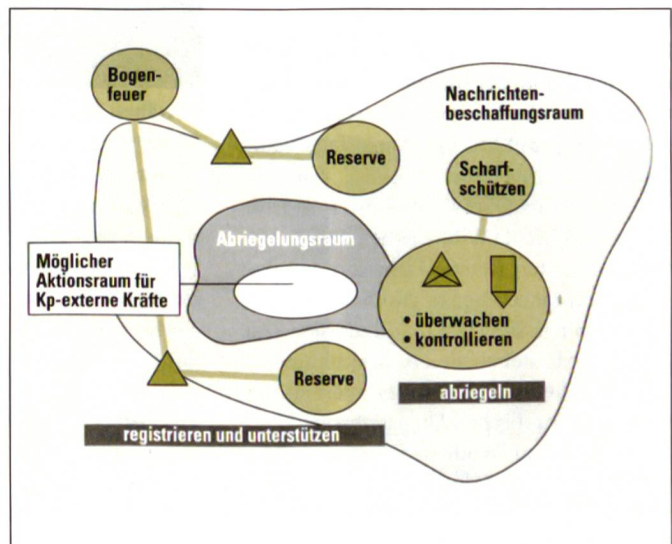 Bogen-
feuer
Nachrichten-
beschaffungsraum
Reserve
Scharf-
schützen
Abriegelungsraum
Möglicher
Aktionsraum für
Kp-externe Kräfte
• überwachen
• kontrollieren
Reserve
abriegeln
registrieren und unterstützen